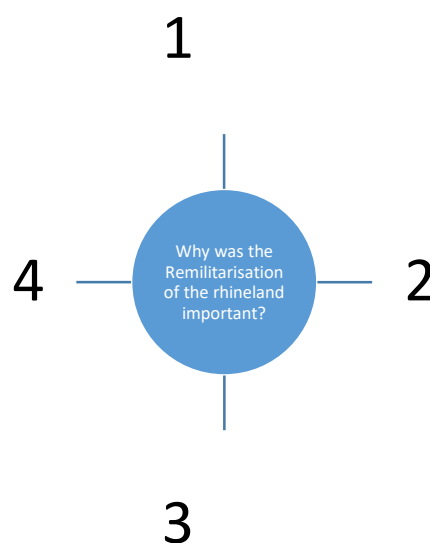 1
Why was the
Remilitarisation
of the rhineland
important?
4
2
3